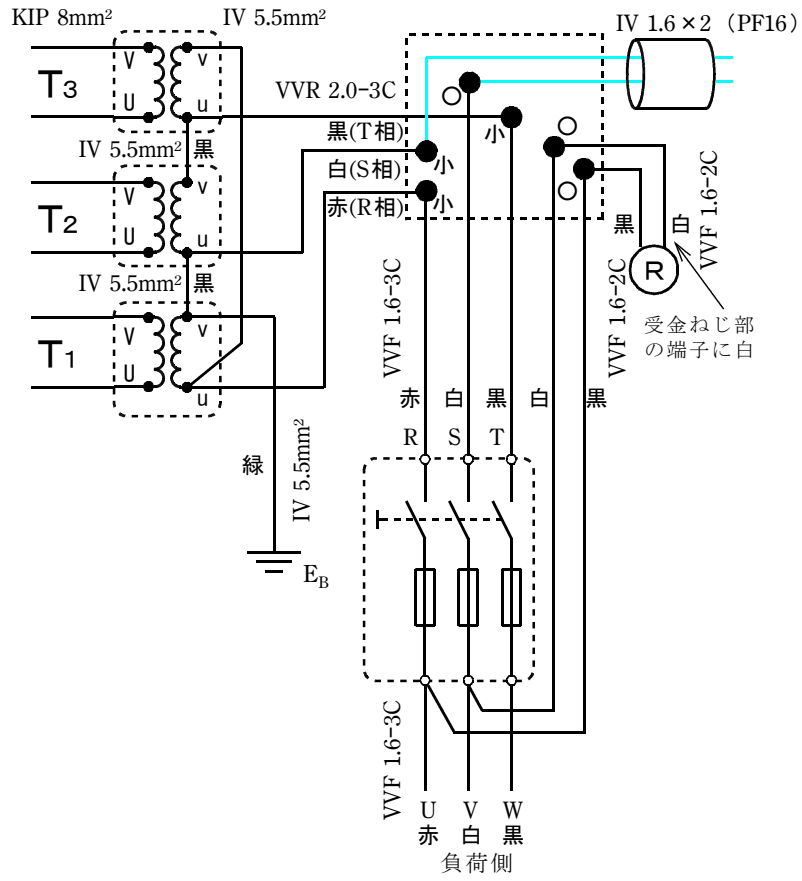 KIP 8mm²
IV 5.5mm²
IV 1.6×2 (PF16)
T3
V
U
v
u
VVR 2.0-3C
小
黒(T相)
白(S相)
赤(R相)
小
小
IV 5.5mm²
黒
T2
V
U
v
u
IV 5.5mm²
黒
T1
V
U
v
u
黒
白
R
VVF 1.6-2C
受金ねじ部
の端子に白
VVF 1.6-3C
VVF 1.6-2C
赤
白
黒
白
黒
R
S
T
緑
IV 5.5mm²
EB
VVF 1.6-3C
U
V
W
赤
白
黒
負荷側